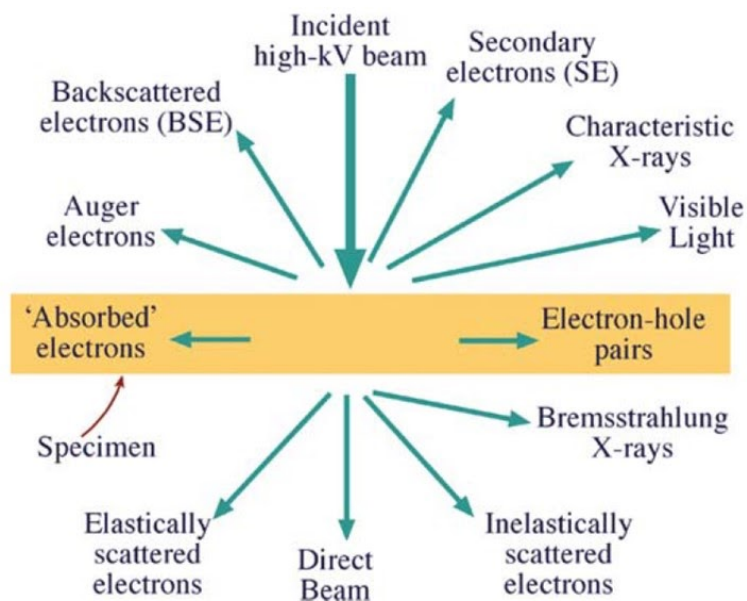 Incident
high-kV beam
Secondary
electrons (SE)
Backscattered
electrons (BSE)
Characteristic
X-rays
Auger
electrons
Visible
Light
‘Absorbed’
electrons
Electron-hole
pairs
Specimen
Bremsstrahlung
X-rays
Elastically
scattered
electrons
Direct
Beam
Inelastically
scattered
electrons